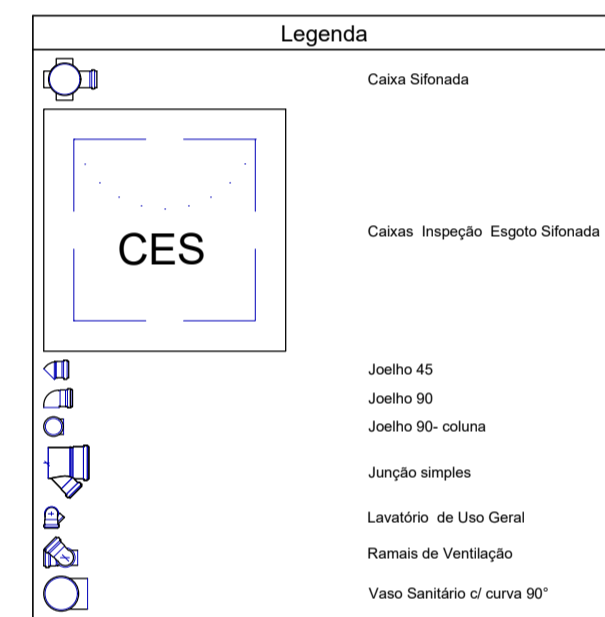 Legenda
Caixa Sifonada
CES
Caixas Inspeção Esgoto Sifonada
Joelho 45
Joelho 90
Joelho 90- coluna
Junção simples
Lavatório de Uso Geral
Ramais de Ventilação
Vaso Sanitário c/ curva 90°